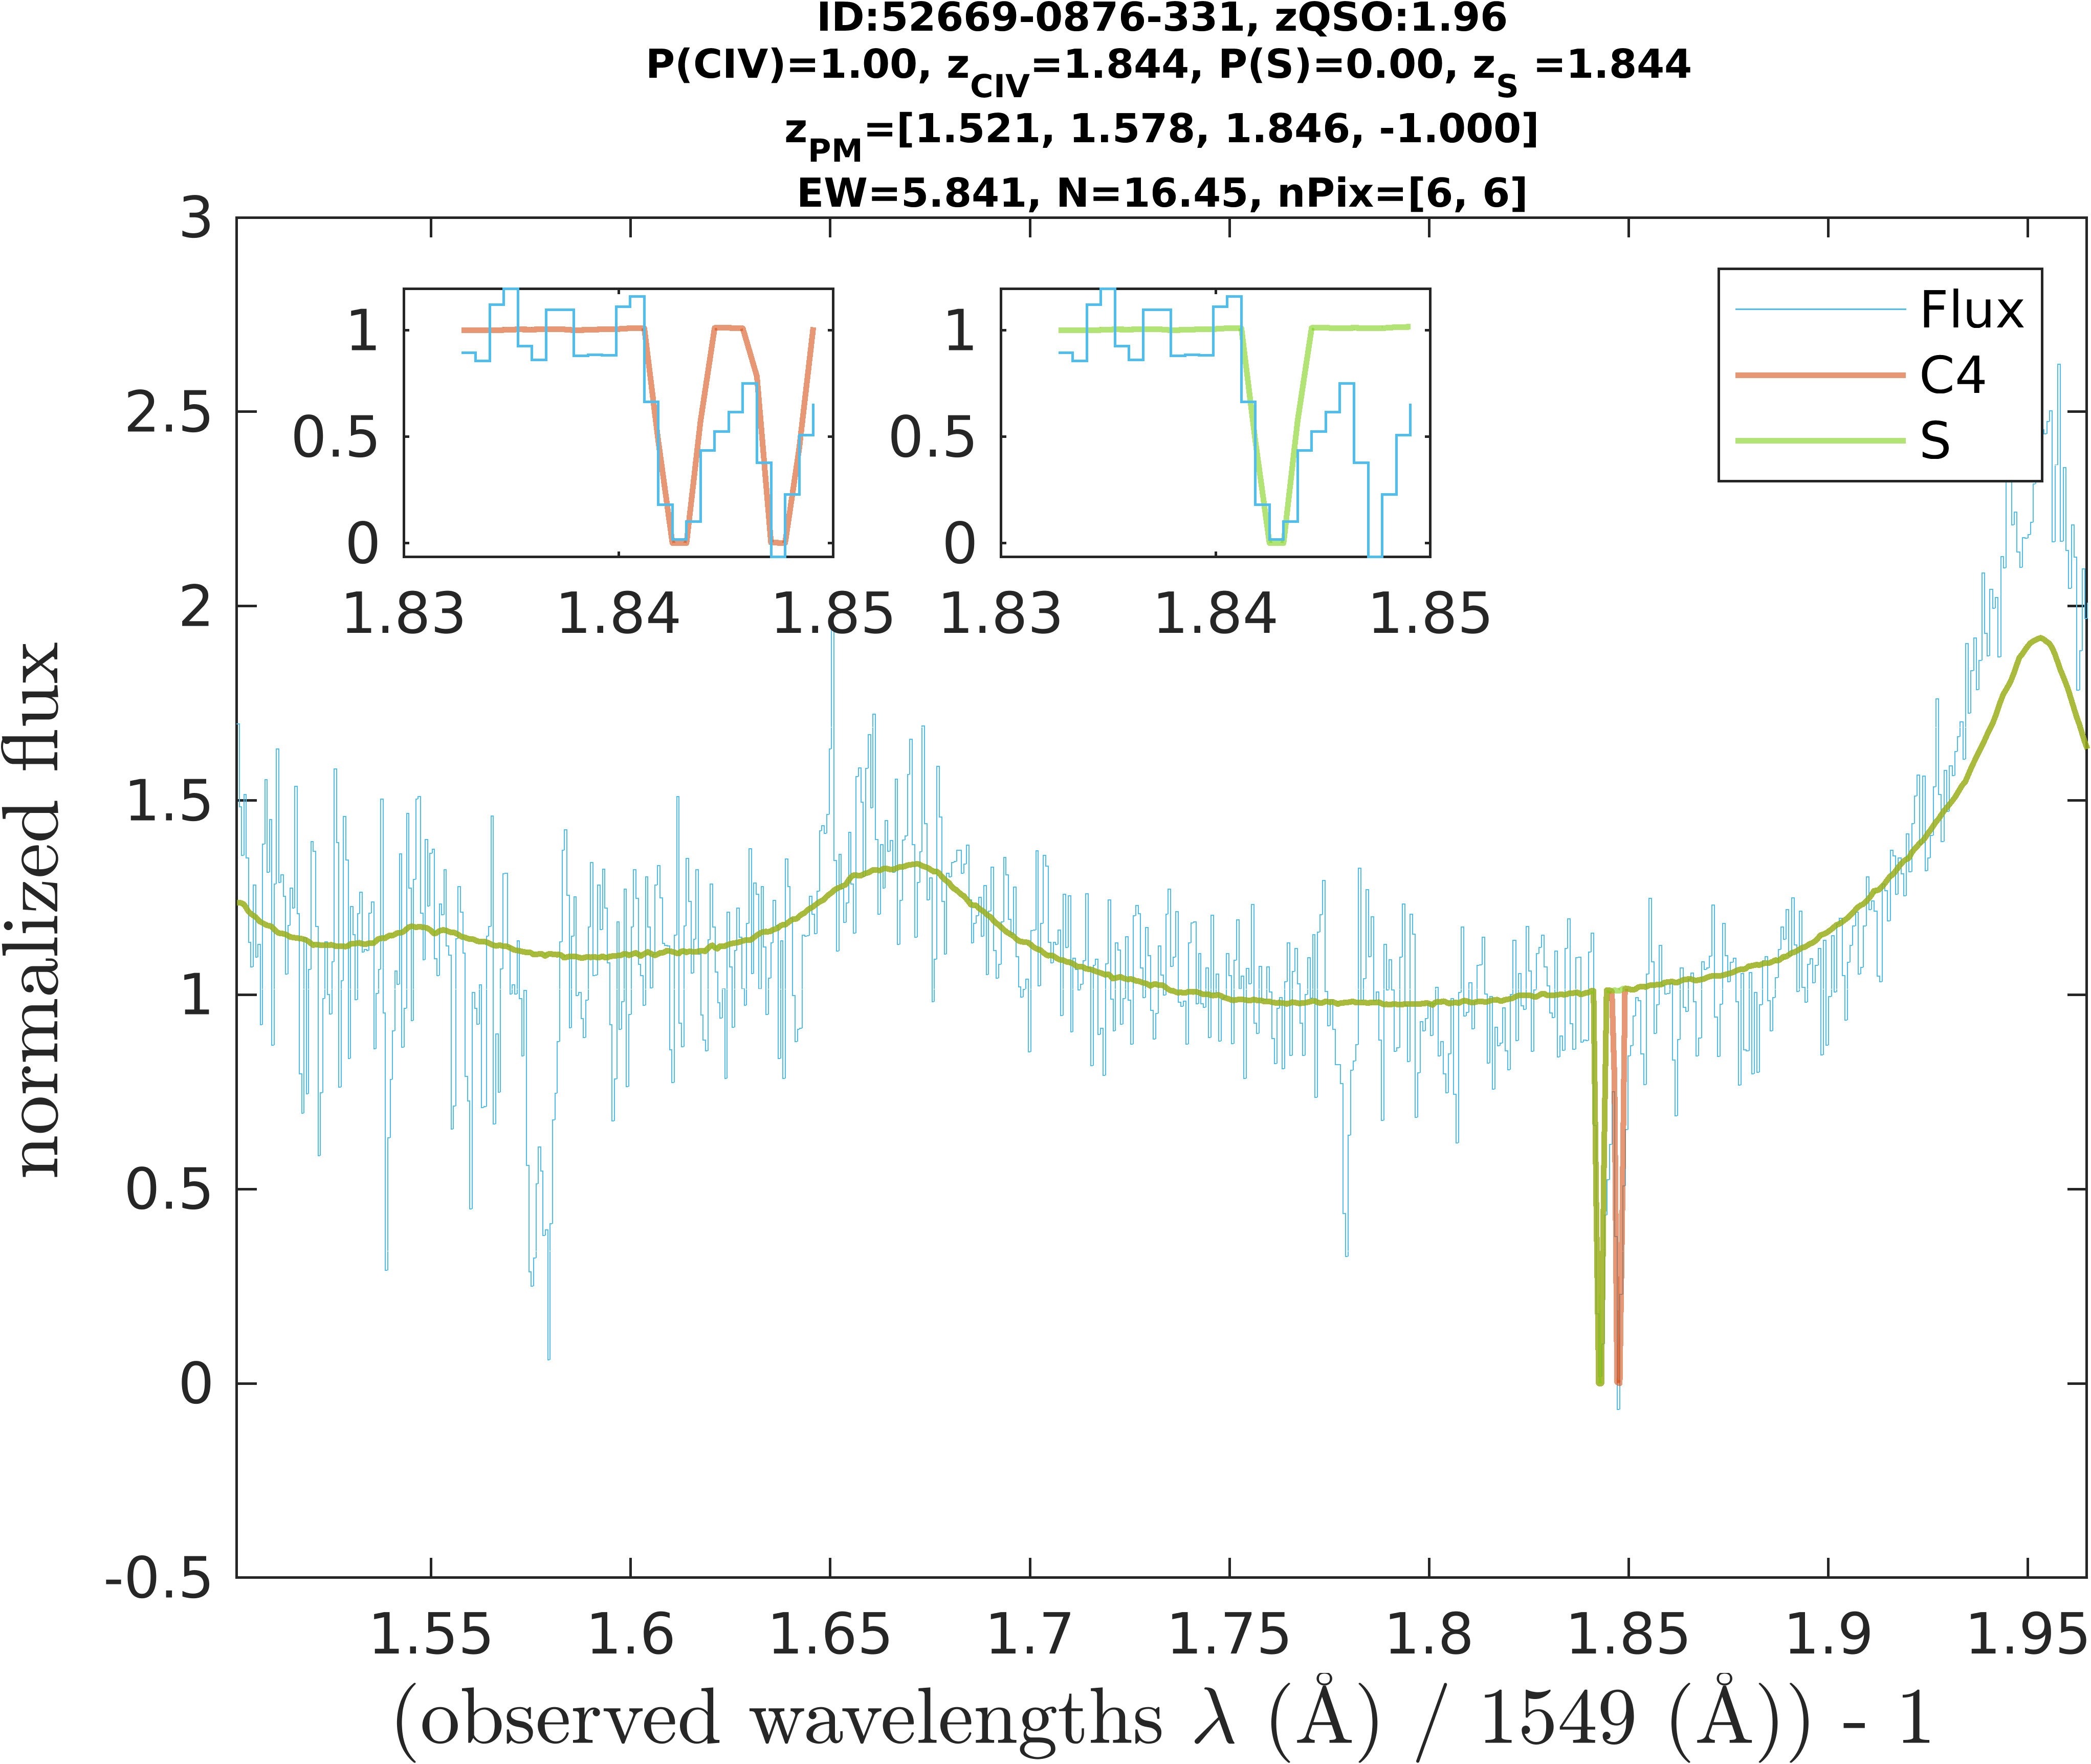 ID:52669-0876-331, zQSO:1.96
P(CIV)=1.00, zCIV=1.844, P(S)=0.00, zS =1.844
zPM=[1.521, 1.578, 1.846, -1.000]
EW=5.841, N=16.45, nPix=[6, 6]
3
2.5
2
1.5
1
0.5
0
-0.5
normalized flux
1
0.5
0
1.83 1.84 1.85
1
0.5
0
1.83 1.84 1.85
Flux
C4
S
1.55 1.6 1.65 1.7 1.75 1.8 1.85 1.9 1.95
(observed wavelengths λ (Å) / 1549 (Å)) - 1